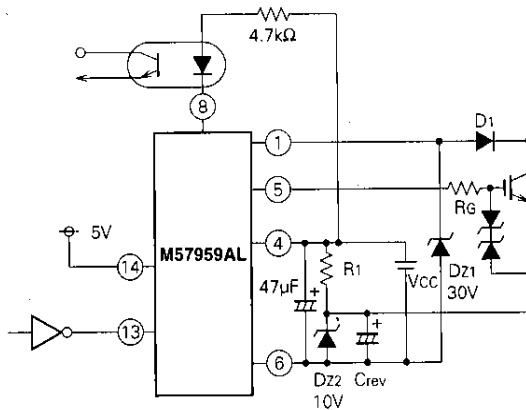 4.7kΩ
8
1
D1
5
RG
5V
M57959AL
4
14
R1
VCC
DZ1
30V
47μF
+
+
13
6
DZ2
Crev
10V